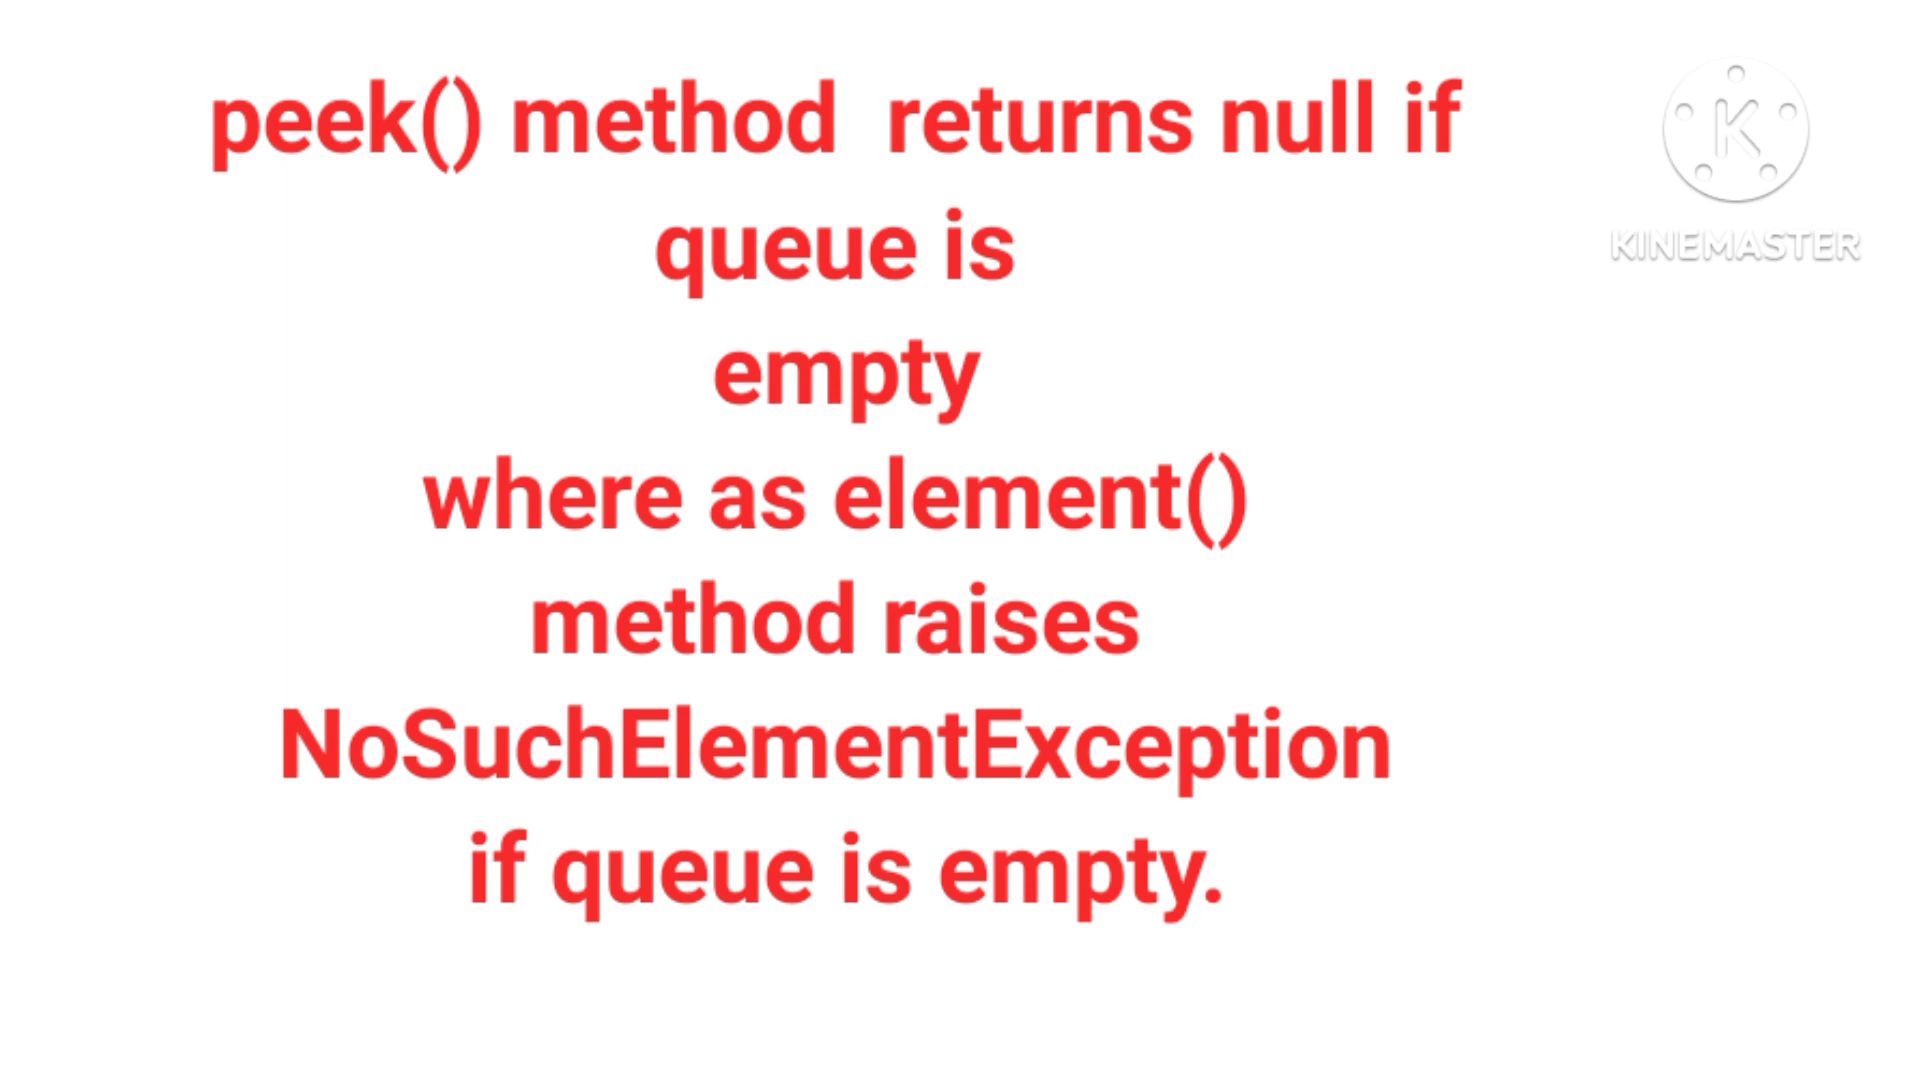 peek() method  returns null if
queue is
empty
where as element()
method raises
NoSuchElementException
if queue is empty.
K
KINEMASTER